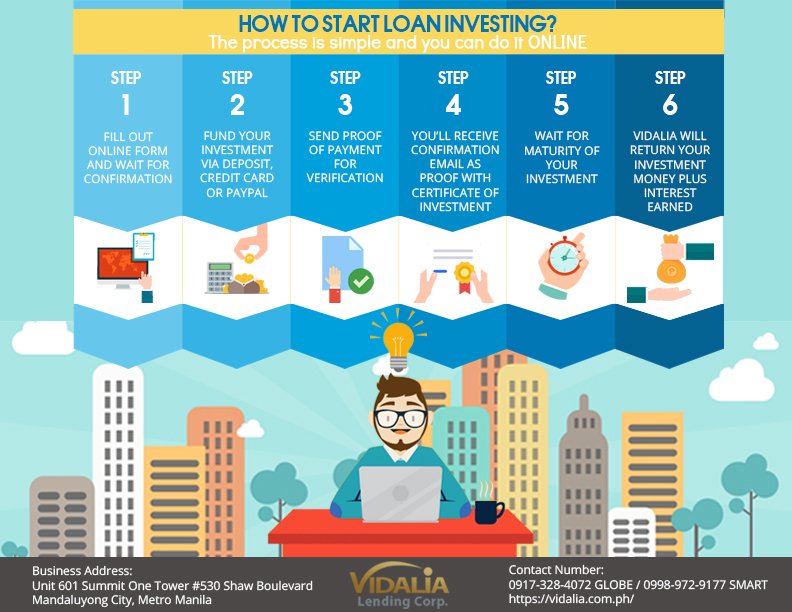 HOW TO START LOAN INVESTING?
The process is simple and you can do it ONLINE
STEP
1
FILL OUT
ONLINE FORM
AND WAIT FOR
CONFIRMATION
STEP
2
FUND YOUR
INVESTMENT
VIA DEPOSIT,
CREDIT CARD
OR PAYPAL
STEP
3
SEND PROOF
OF PAYMENT
FOR
VERIFICATION
STEP
4
YOU'LL RECEIVE
CONFIRMATION
EMAIL AS
PROOF WITH
CERTIFICATE OF
INVESTMENT
STEP
5
WAIT FOR
MATURITY OF
YOUR
INVESTMENT
STEP
6
VIDALIA WILL
RETURN YOUR
INVESTMENT
MONEY PLUS
INTEREST
EARNED
Business Address:
Unit 601 Summit One Tower #530 Shaw Boulevard
Mandaluyong City, Metro Manila
VIDALIA
Lending Corp.
Contact Number:
0917-328-4072 GLOBE / 0998-972-9177 SMART
https://vidalia.com.ph/